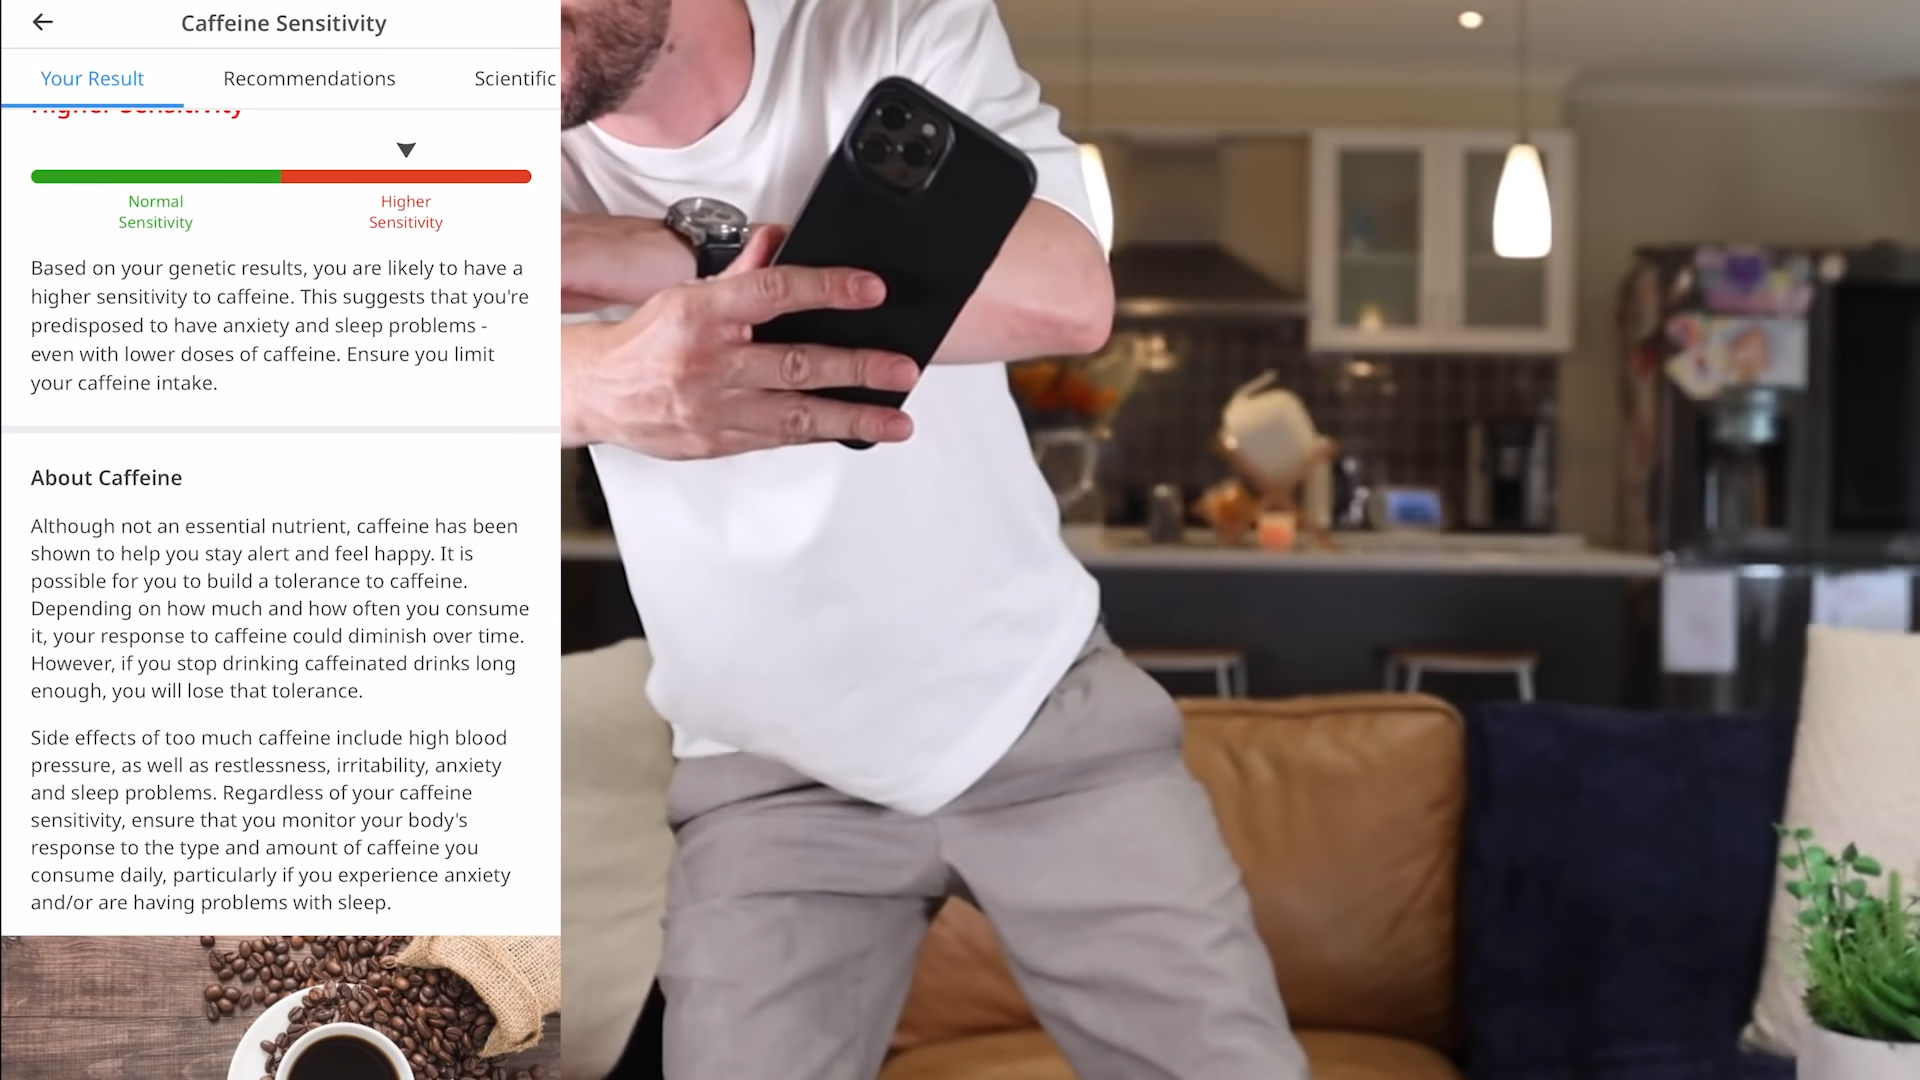 Caffeine Sensitivity
Your Result
Recommendations
Scientific
Higher Sensitivity
Normal
Sensitivity
Higher
Sensitivity
Based on your genetic results, you are likely to have a
higher sensitivity to caffeine. This suggests that you're
predisposed to have anxiety and sleep problems -
even with lower doses of caffeine. Ensure you limit
your caffeine intake.
About Caffeine
Although not an essential nutrient, caffeine has been
shown to help you stay alert and feel happy. It is
possible for you to build a tolerance to caffeine.
Depending on how much and how often you consume
it, your response to caffeine could diminish over time.
However, if you stop drinking caffeinated drinks long
enough, you will lose that tolerance.
Side effects of too much caffeine include high blood
pressure, as well as restlessness, irritability, anxiety
and sleep problems. Regardless of your caffeine
sensitivity, ensure that you monitor your body's
response to the type and amount of caffeine you
consume daily, particularly if you experience anxiety
and/or are having problems with sleep.